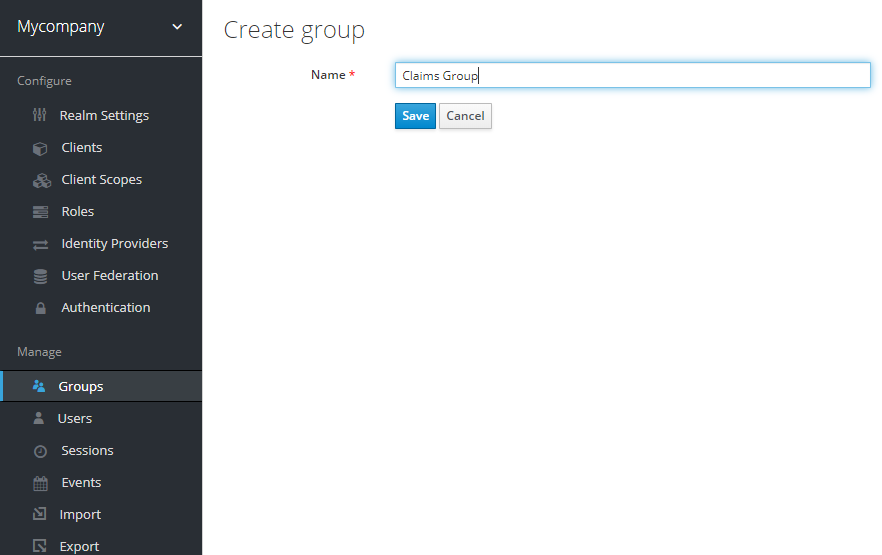 Mycompany
Configure
Realm Settings
Clients
Client Scopes
Roles
Identity Providers
User Federation
Authentication
Manage
Groups
Users
Sessions
Events
Import
Export
Create group
Name *
Claims Group
Save Cancel